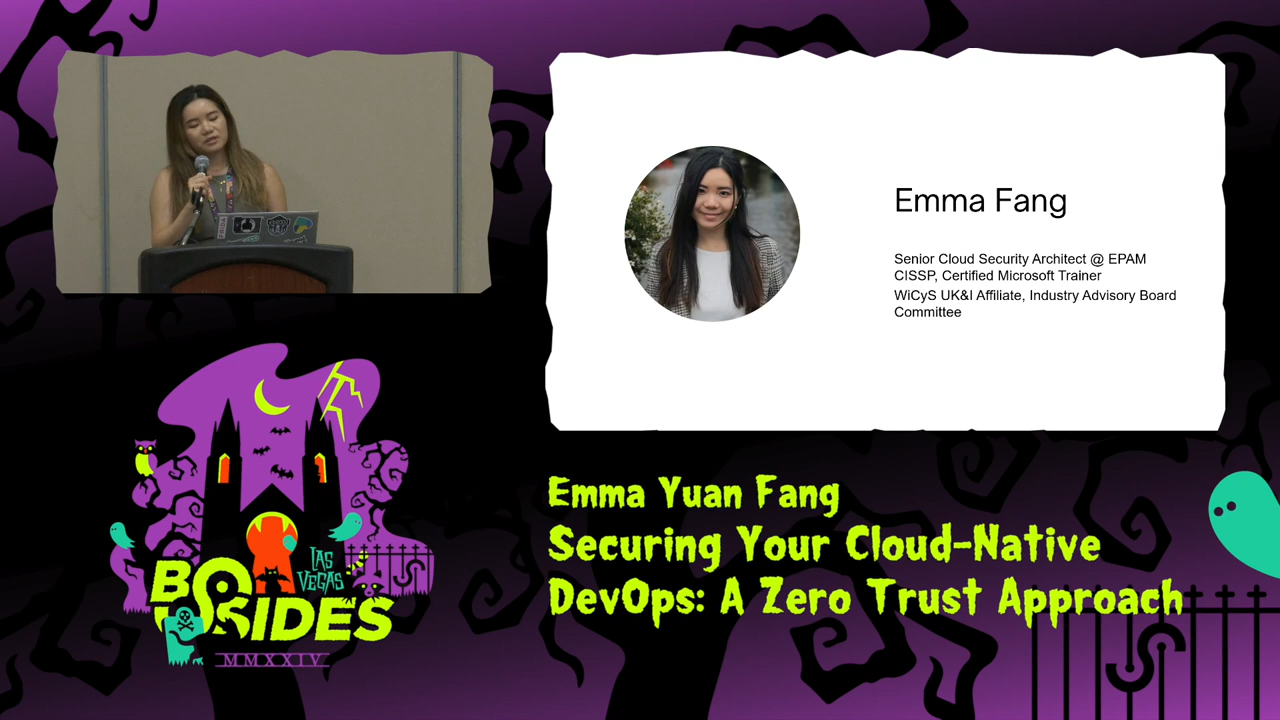 Emma Fang
Senior Cloud Security Architect @ EPAM
CISSP, Certified Microsoft Trainer
WiCyS UK&I Affiliate, Industry Advisory Board
Committee
LAS
VEGAS
BSIDES
MMXXIV
Emma Yuan Fang
Securing Your Cloud-Native
DevOps: A Zero Trust Approach